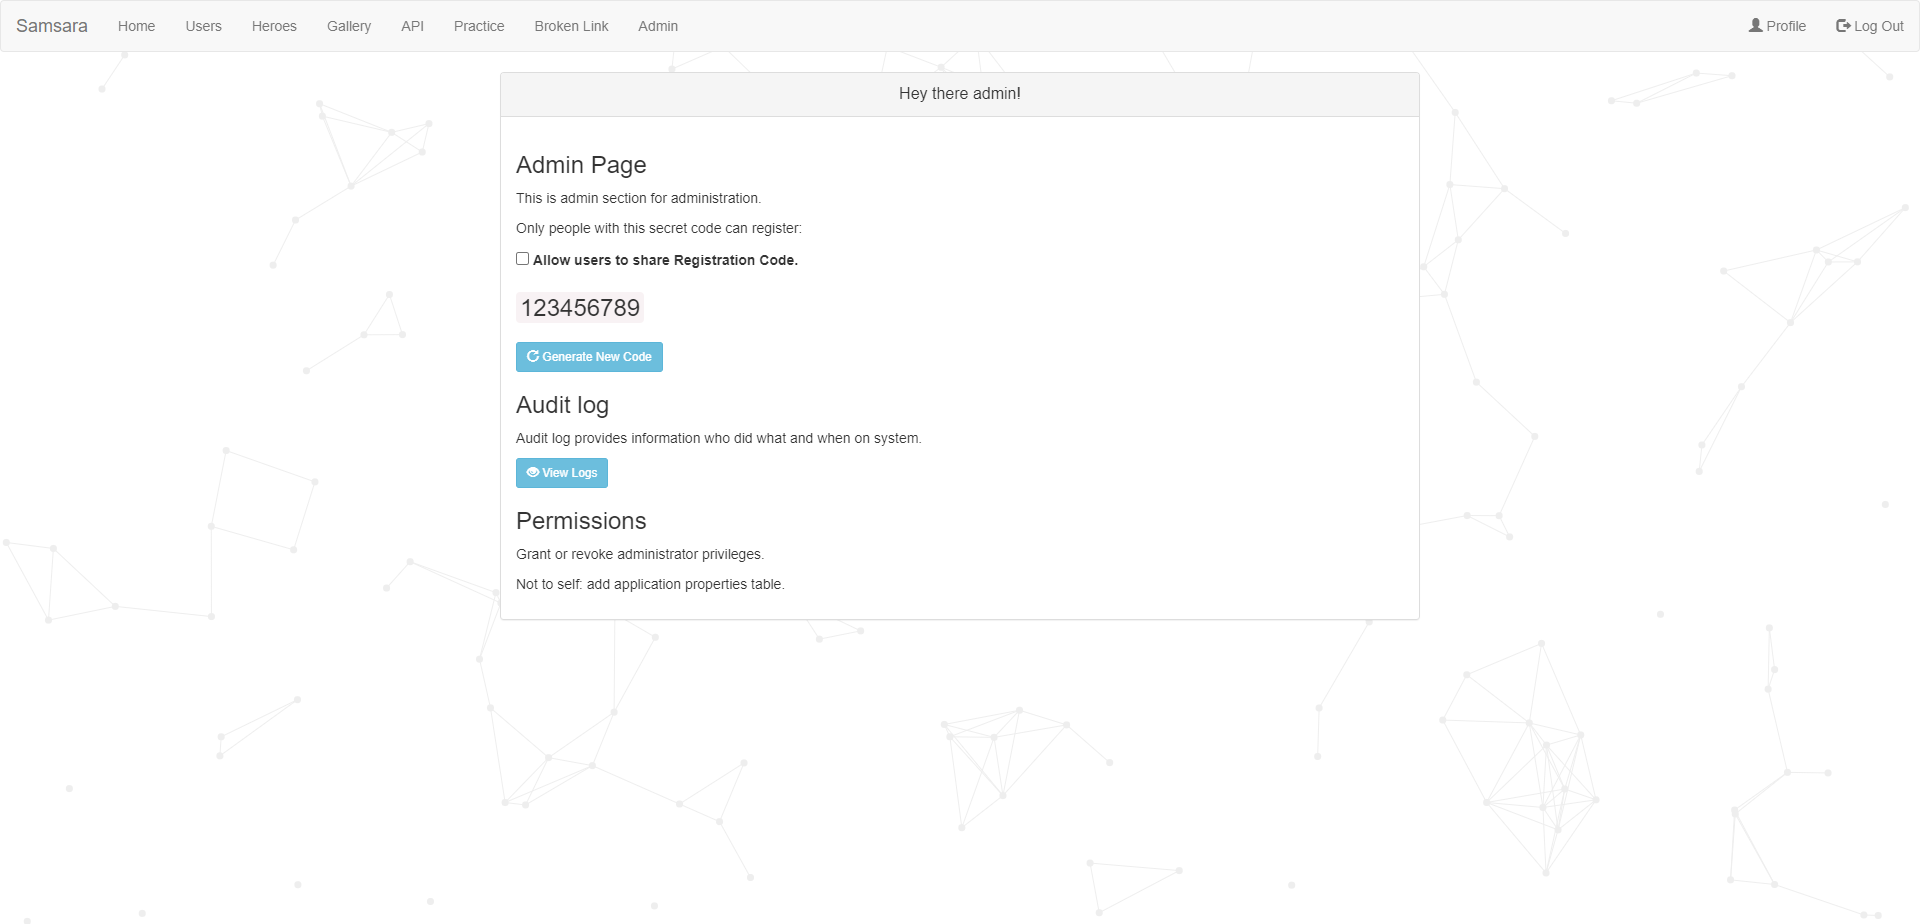 Samsara Home Users Heroes Gallery API Practice Broken Link Admin Profile Log Out
Hey there admin!
Admin Page
This is admin section for administration.
Only people with this secret code can register:
Allow users to share Registration Code.
123456789
Generate New Code
Audit log
Audit log provides information who did what and when on system.
View Logs
Permissions
Grant or revoke administrator privileges.
Not to self: add application properties table.